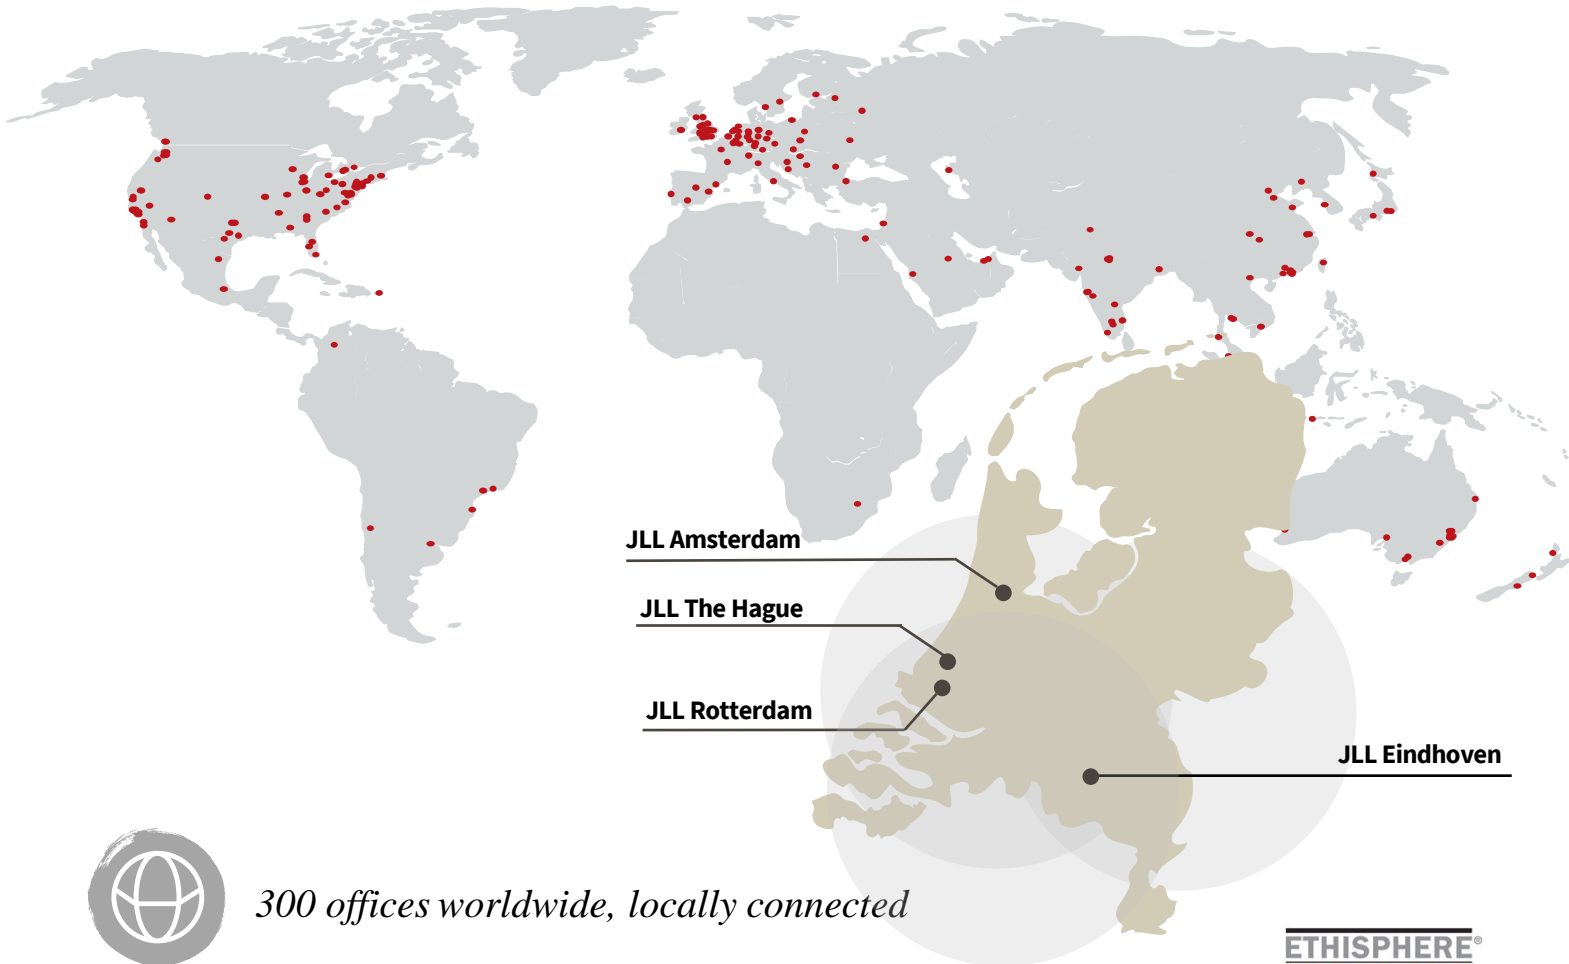 JLL Amsterdam
JLL The Hague
JLL Rotterdam
JLL Eindhoven
300 offices worldwide, locally connected
ETHISPHERE®